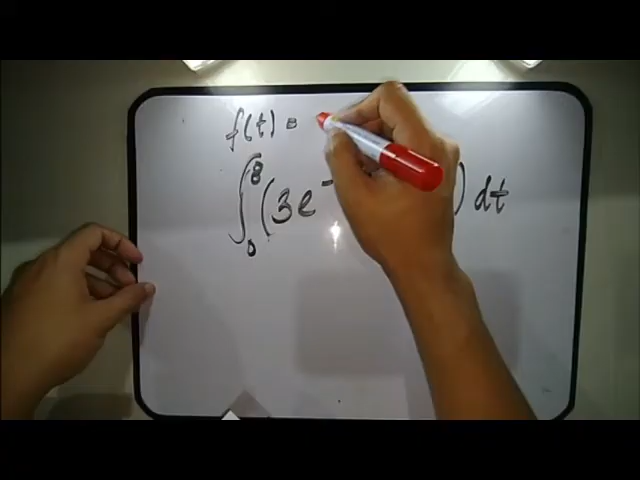 f(t) =
∫₀⁸ (3e⁻ ) dt